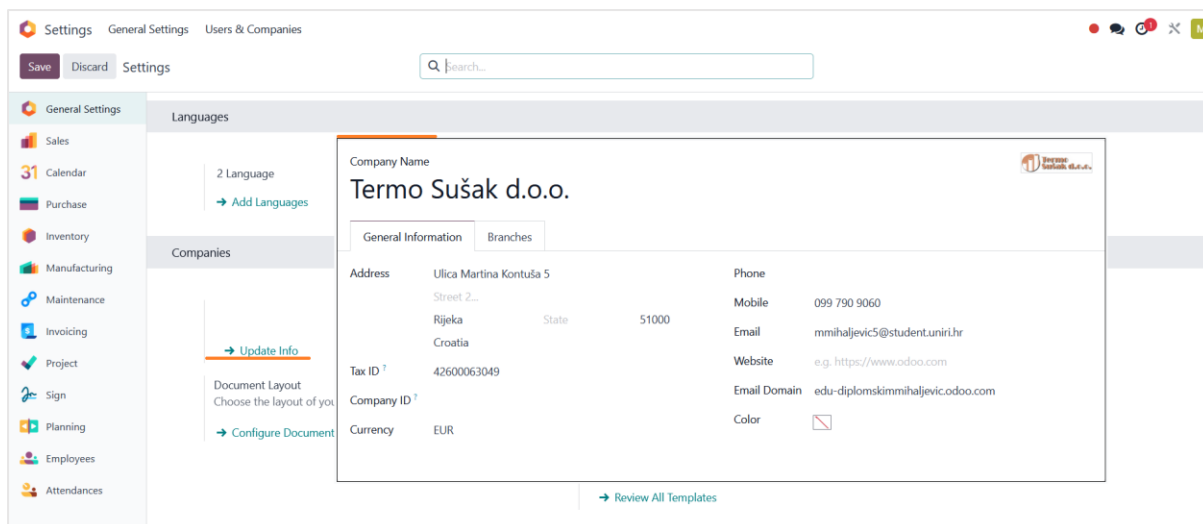 Settings General Settings Users & Companies
1
M
Save Discard Settings
Search...
General Settings
Sales
31 Calendar
Purchase
Inventory
Manufacturing
Maintenance
$ Invoicing
Project
Sign
Planning
Employees
Attendances
Languages
2 Language
→ Add Languages
Companies
→ Update Info
Document Layout
Choose the layout of you
→ Configure Document
Company Name
Termo
Sušak d.o.o.
Termo Sušak d.o.o.
General Information Branches
Address Ulica Martina Kontuša 5
Street 2...
Rijeka State 51000
Croatia
Tax ID ? 42600063049
Company ID ?
Currency EUR
Phone
Mobile 099 790 9060
Email mmihaljevic5@student.uniri.hr
Website e.g. https://www.odoo.com
Email Domain edu-diplomskimmihaljevic.odoo.com
Color
→ Review All Templates